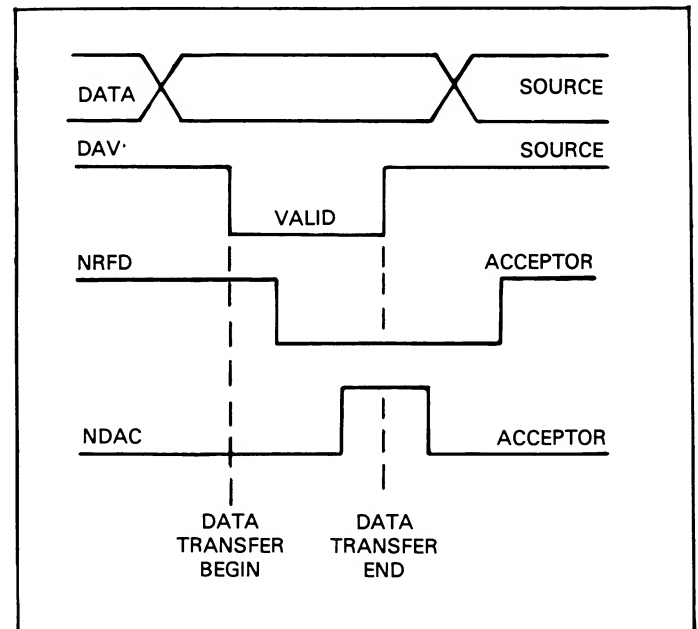 DATA SOURCE
DAV SOURCE
VALID
NRFD ACCEPTOR
NDAC ACCEPTOR
DATA TRANSFER BEGIN
DATA TRANSFER END